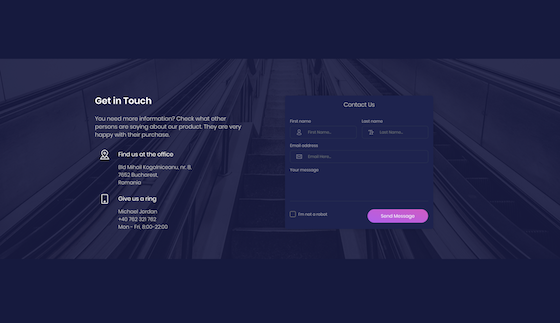 Get in Touch
You need more information? Check what other
persons are saying about our product. They are very
happy with their purchase.
Find us at the office
Bld Mihail Kogalniceanu, nr. 8,
7652 Bucharest,
Romania
Give us a ring
Michael Jordan
+40 762 321 762
Mon - Fri, 8:00-22:00
Contact Us
First name
Last name
First Name...
Last Name...
Email address
Email Here...
Your message
I'm not a robot
Send Message